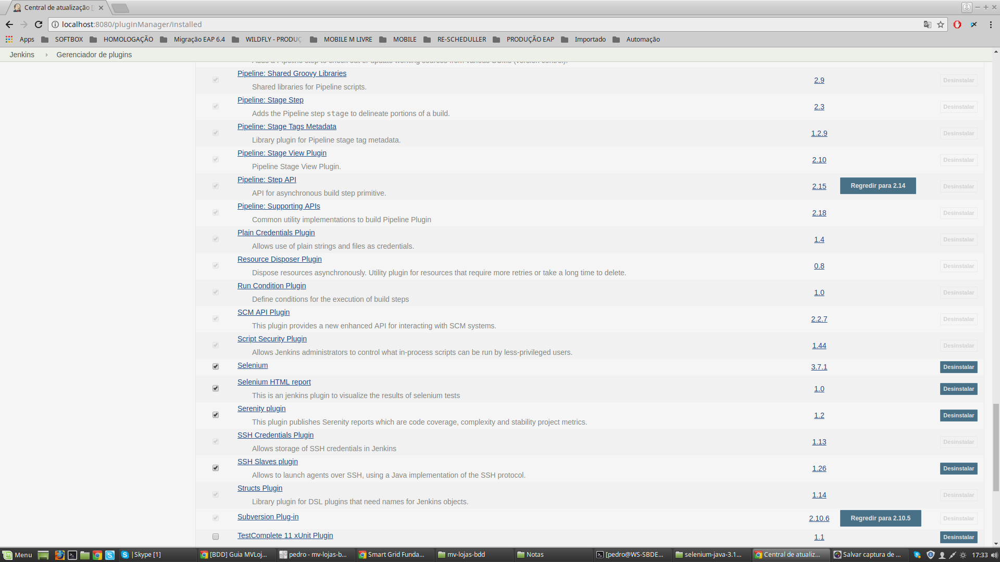 Central de atualização [
localhost:8080/pluginManager/installed
Apps SOFTBOX HOMOLOGAÇÃO Migração EAP 6.4 WILDFLY - PRODUÇ MOBILE M LIVRE MOBILE RE-SCHEDULLER PRODUÇÃO EAP Importado Automação
Jenkins Gerenciador de plugins
Adds a Pipeline step to check out or update working sources from various SCMs (version control).
Pipeline: Shared Groovy Libraries
Shared libraries for Pipeline scripts.
2.9 Desinstalar
Pipeline: Stage Step
Adds the Pipeline step stage to delineate portions of a build.
2.3 Desinstalar
Pipeline: Stage Tags Metadata
Library plugin for Pipeline stage tag metadata.
1.2.9 Desinstalar
Pipeline: Stage View Plugin
Pipeline Stage View Plugin.
2.10 Desinstalar
Pipeline: Step API
API for asynchronous build step primitive.
2.15 Regredir para 2.14 Desinstalar
Pipeline: Supporting APIs
Common utility implementations to build Pipeline Plugin
2.18 Desinstalar
Plain Credentials Plugin
Allows use of plain strings and files as credentials.
1.4 Desinstalar
Resource Disposer Plugin
Dispose resources asynchronously. Utility plugin for resources that require more retries or take a long time to delete.
0.8 Desinstalar
Run Condition Plugin
Define conditions for the execution of build steps
1.0 Desinstalar
SCM API Plugin
This plugin provides a new enhanced API for interacting with SCM systems.
2.2.7 Desinstalar
Script Security Plugin
Allows Jenkins administrators to control what in-process scripts can be run by less-privileged users.
1.44 Desinstalar
Selenium
3.7.1 Desinstalar
Selenium HTML report
This is an jenkins plugin to visualize the results of selenium tests
1.0 Desinstalar
Serenity plugin
This plugin publishes Serenity reports which are code coverage, complexity and stability project metrics.
1.2 Desinstalar
SSH Credentials Plugin
Allows storage of SSH credentials in Jenkins
1.13 Desinstalar
SSH Slaves plugin
Allows to launch agents over SSH, using a Java implementation of the SSH protocol.
1.26 Desinstalar
Structs Plugin
Library plugin for DSL plugins that need names for Jenkins objects.
1.14 Desinstalar
Subversion Plug-in
2.10.6 Regredir para 2.10.5 Desinstalar
TestComplete 11 xUnit Plugin
1.1 Desinstalar
Menu |Skype [1] [BDD] Guia MVLoj... pedro - mv-lojas-b... Smart Grid Funda... mv-lojas-bdd Notas [pedro@WS-SBDE... selenium-java-3.1... Central de atualiz... Salvar captura de ... 17:33